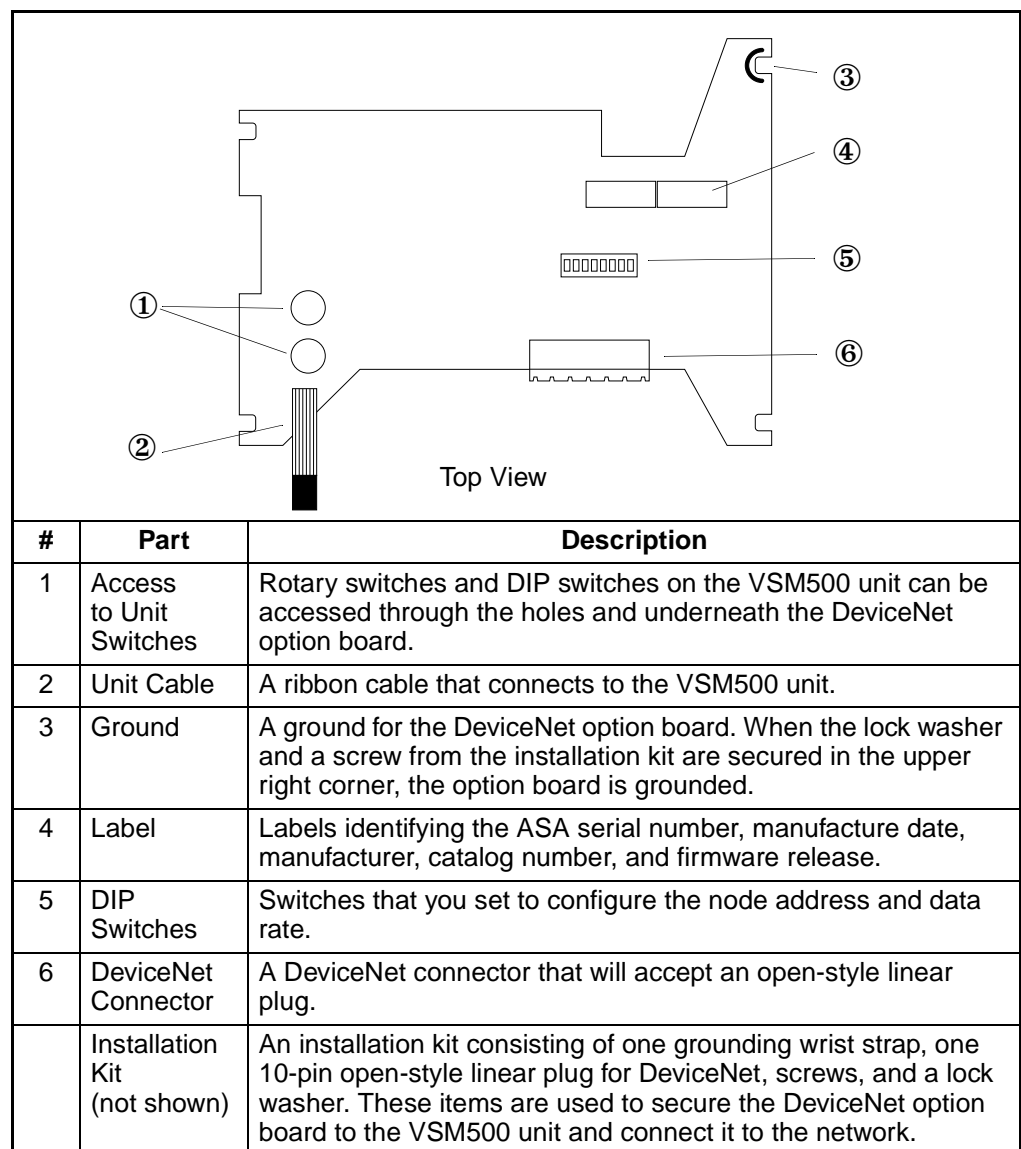 ③
④
⑤
①
⑥
②
Top View
# Part Description
1 Access to Unit Switches
Rotary switches and DIP switches on the VSM500 unit can be
accessed through the holes and underneath the DeviceNet
option board.
2 Unit Cable A ribbon cable that connects to the VSM500 unit.
3 Ground A ground for the DeviceNet option board. When the lock washer
and a screw from the installation kit are secured in the upper
right corner, the option board is grounded.
4 Label Labels identifying the ASA serial number, manufacture date,
manufacturer, catalog number, and firmware release.
5 DIP Switches
Switches that you set to configure the node address and data
rate.
6 DeviceNet Connector
A DeviceNet connector that will accept an open-style linear
plug.
Installation Kit (not shown)
An installation kit consisting of one grounding wrist strap, one
10-pin open-style linear plug for DeviceNet, screws, and a lock
washer. These items are used to secure the DeviceNet option
board to the VSM500 unit and connect it to the network.